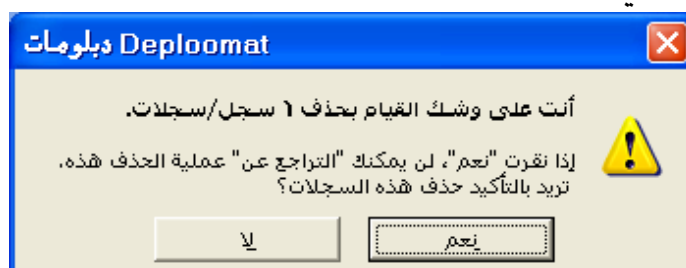 دبلومات Deploomat
أنت على وشك القيام بحذف ١ سجل/سجلات.
إذا نقرت "نعم"، لن يمكنك "التراجع عن" عملية الحذف هذه.
تريد بالتأكيد حذف هذه السجلات؟
نعم
لا